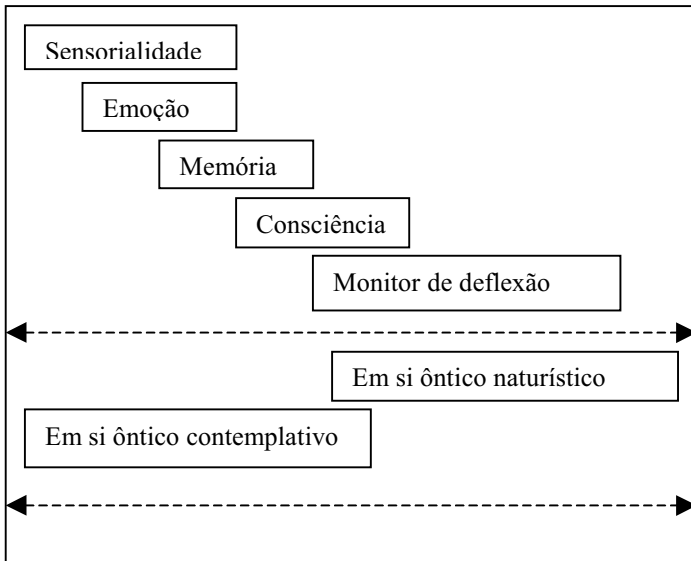 Sensorialidade
Emoção
Memória
Consciência
Monitor de deflexão
Em si ôntico naturístico
Em si ôntico contemplativo